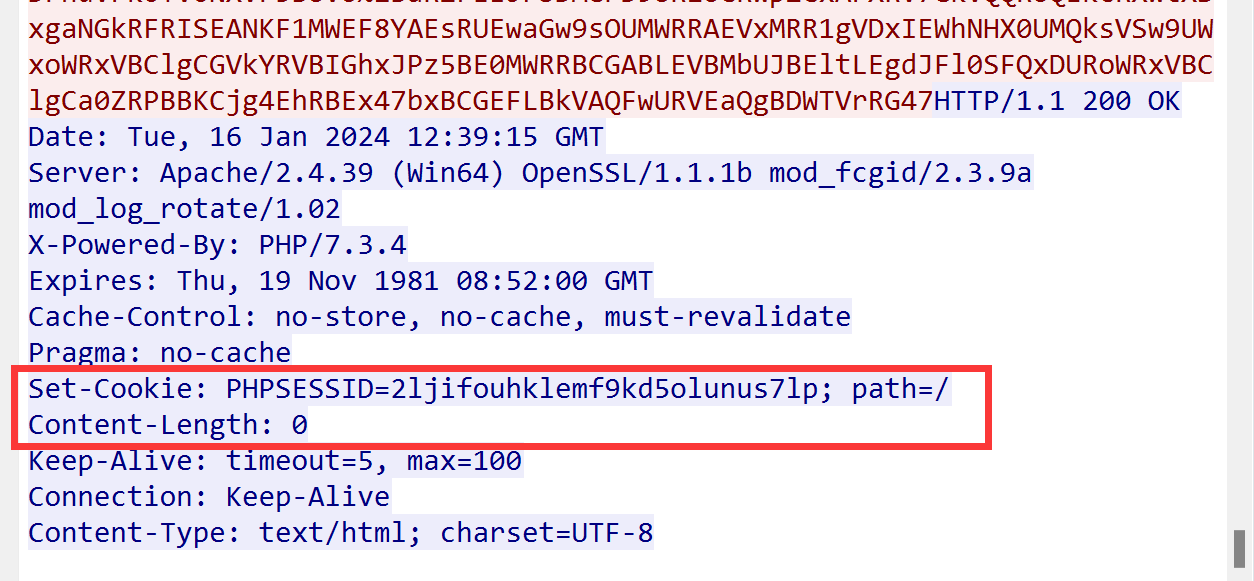 xgaNGkRFRISEANKF1MWEF8YAEsRUEwaGw9sOUMWRRAEVxMRR1gVDxIEWhNHX0UMQksVSw9UW
xoWRxVBClgCGVkYRVBIGhxJPz5BE0MWRRBCGABLEVBMbUJBEltLEgdJFl0SFQxDURoWRxVBC
lgCa0ZRPBBKCjg4EhRBEx47bxBCGEFLBkVAQFwURVEaQgBDWTVrRG47HTTP/1.1 200 OK
Date: Tue, 16 Jan 2024 12:39:15 GMT
Server: Apache/2.4.39 (Win64) OpenSSL/1.1.1b mod_fcgid/2.3.9a
mod_log_rotate/1.02
X-Powered-By: PHP/7.3.4
Expires: Thu, 19 Nov 1981 08:52:00 GMT
Cache-Control: no-store, no-cache, must-revalidate
Pragma: no-cache
Set-Cookie: PHPSESSID=2ljifouhklemf9kd5olunus7lp; path=/
Content-Length: 0
Keep-Alive: timeout=5, max=100
Connection: Keep-Alive
Content-Type: text/html; charset=UTF-8